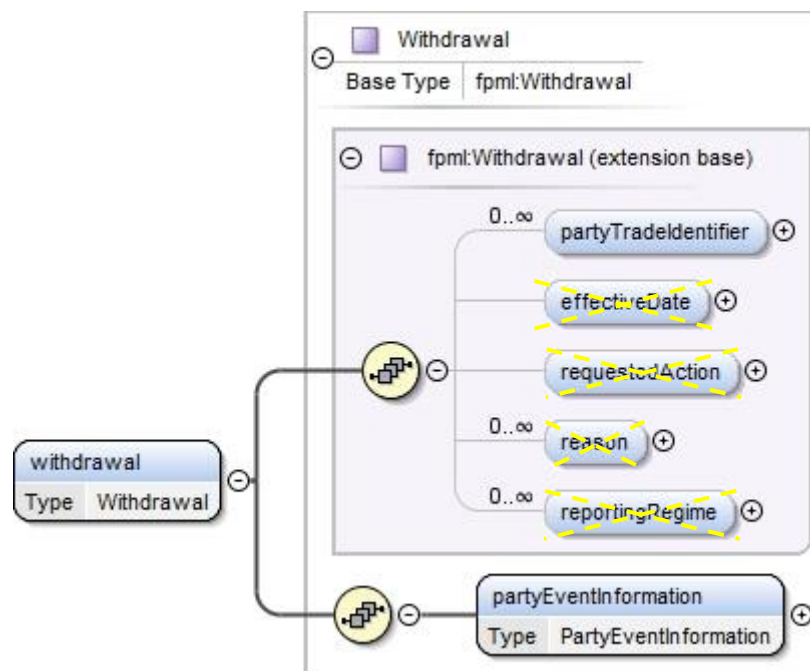 Withdrawal
Base Type fpml:Withdrawal
fpml:Withdrawal (extension base)
0..∞
partyTradeIdentifier
effectiveDate
requestedAction
0..∞
reason
0..∞
reportingRegime
withdrawal
Type Withdrawal
partyEventInformation
Type PartyEventInformation